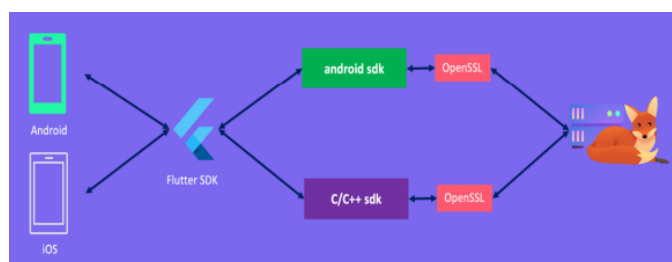 Android
iOS
Flutter SDK
android sdk
OpenSSL
C/C++ sdk
OpenSSL